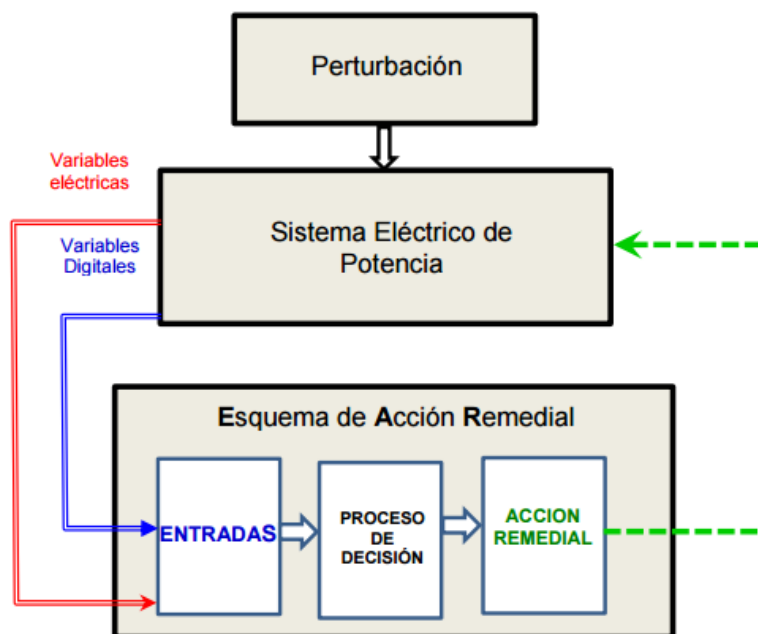 Perturbación
Variables
eléctricas
Sistema Eléctrico de
Potencia
Variables
Digitales
Esquema de Acción Remedial
ENTRADAS
PROCESO
DE
DECISIÓN
ACCION
REMEDIAL